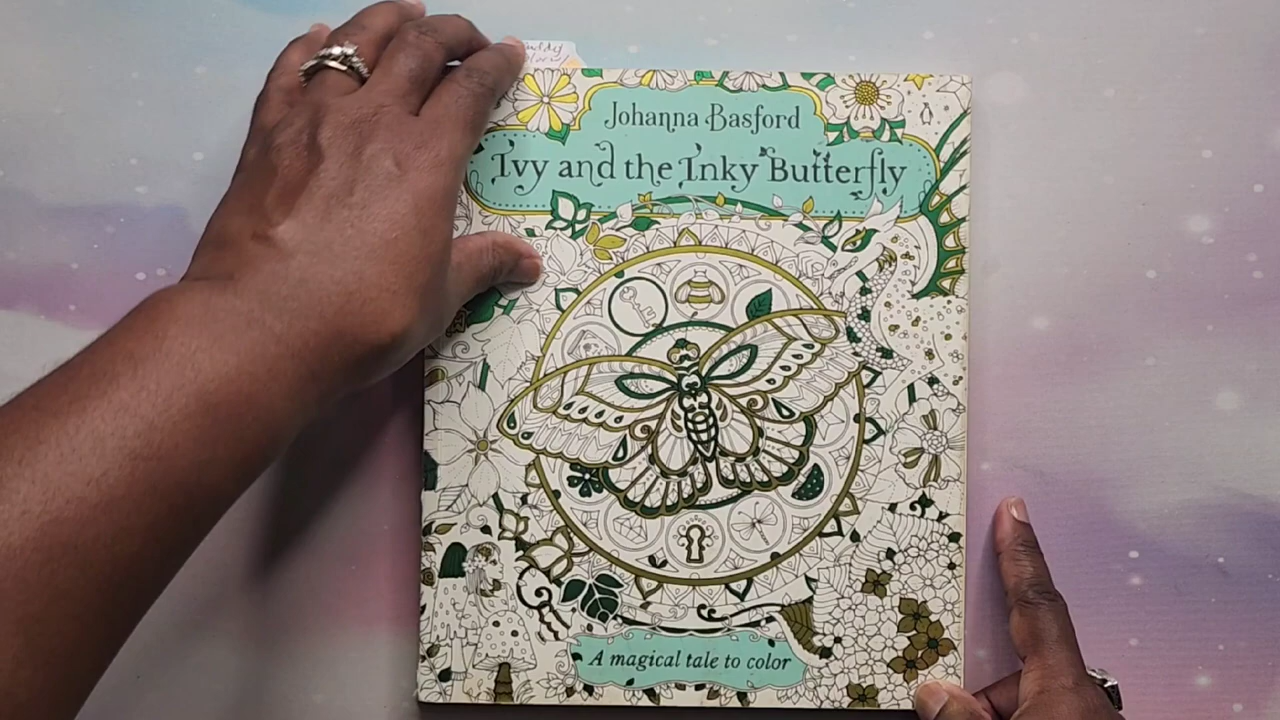 Johanna Basford
Ivy and the Inky Butterfly
A magical tale to color